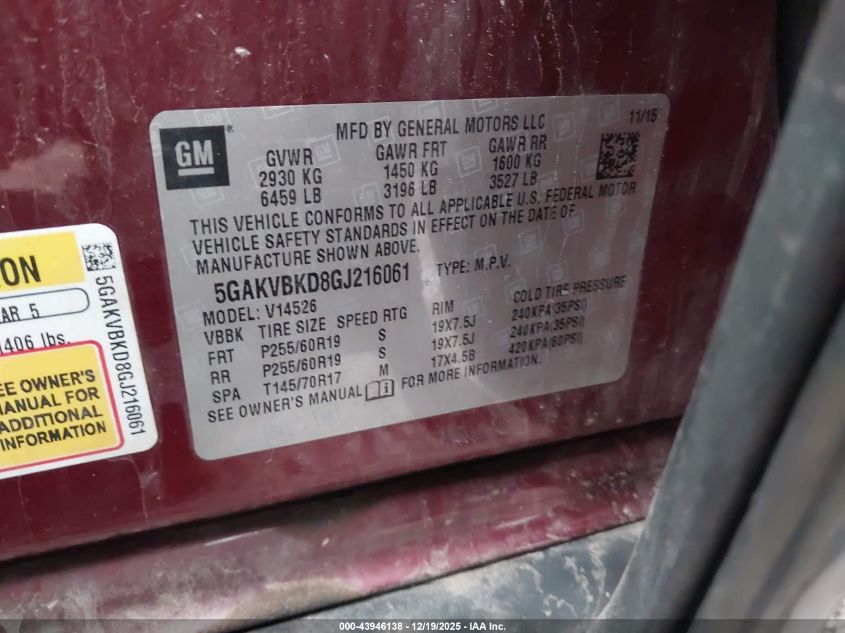 GM
MFD BY GENERAL MOTORS LLC
11/15
GVWR GAWR FRT GAWR RR
2930 KG 1450 KG 1600 KG
6459 LB 3196 LB 3527 LB
THIS VEHICLE CONFORMS TO ALL APPLICABLE U.S. FEDERAL MOTOR
VEHICLE SAFETY STANDARDS IN EFFECT ON THE DATE OF
MANUFACTURE SHOWN ABOVE.
5GAKVBKD8GJ216061 TYPE: M.P.V.
MODEL: V14526
VBBK TIRE SIZE SPEED RTG RIM COLD TIRE PRESSURE
FRT P255/60R19 S 19X7.5J 240KPA(35PSI)
RR P255/60R19 S 19X7.5J 240KPA(35PSI)
SPA T145/70R17 M 17X4.5B 420KPA(60PSI)
SEE OWNER'S MANUAL FOR MORE INFORMATION.
ON
AR 5
406 lbs.
SEE OWNER'S
MANUAL FOR
ADDITIONAL
INFORMATION
5GAKVBKD8GJ216061
000-43946138 - 12/19/2025 - IAA Inc.